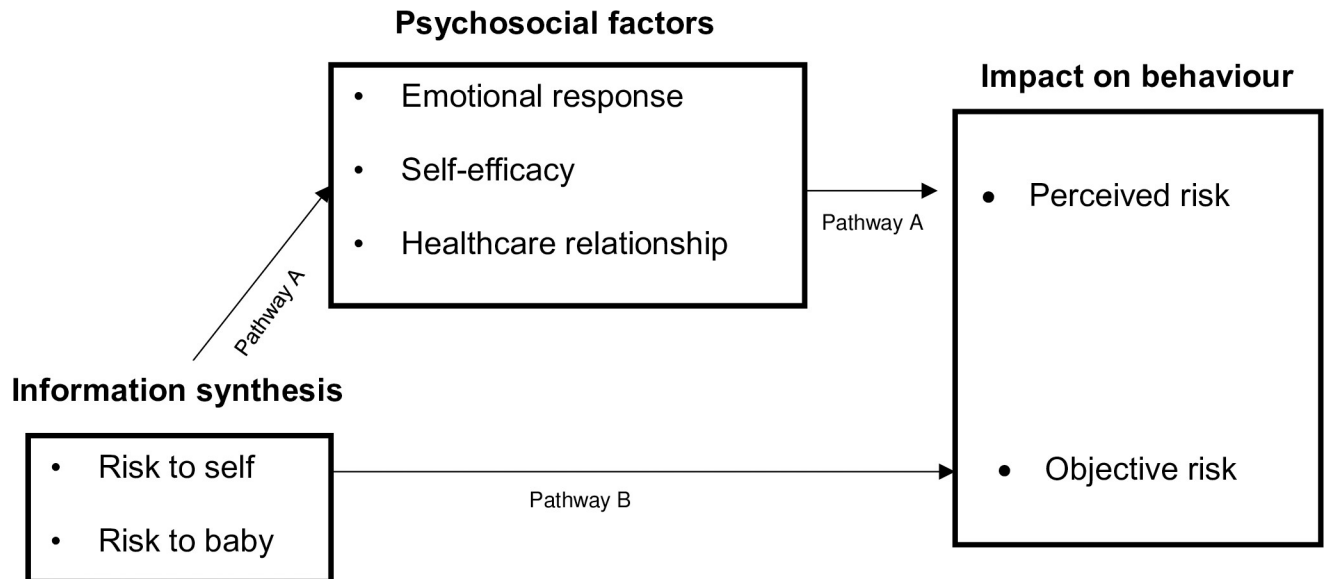 Psychosocial factors
• Emotional response
• Self-efficacy
• Healthcare relationship
Pathway A
Pathway A
Impact on behaviour
• Perceived risk
• Objective risk
Information synthesis
• Risk to self
• Risk to baby
Pathway B